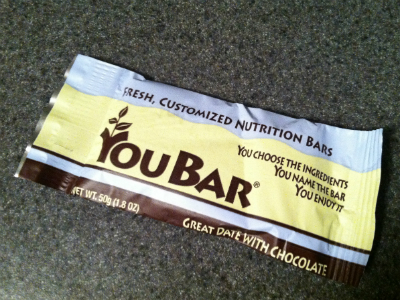 FRESH, CUSTOMIZED NUTRITION BARS
YOUBAR®
YOU CHOOSE THE INGREDIENTS
YOU NAME THE BAR
YOU ENJOY IT
NET WT. 50g (1.8 OZ)
GREAT DATE WITH CHOCOLATE